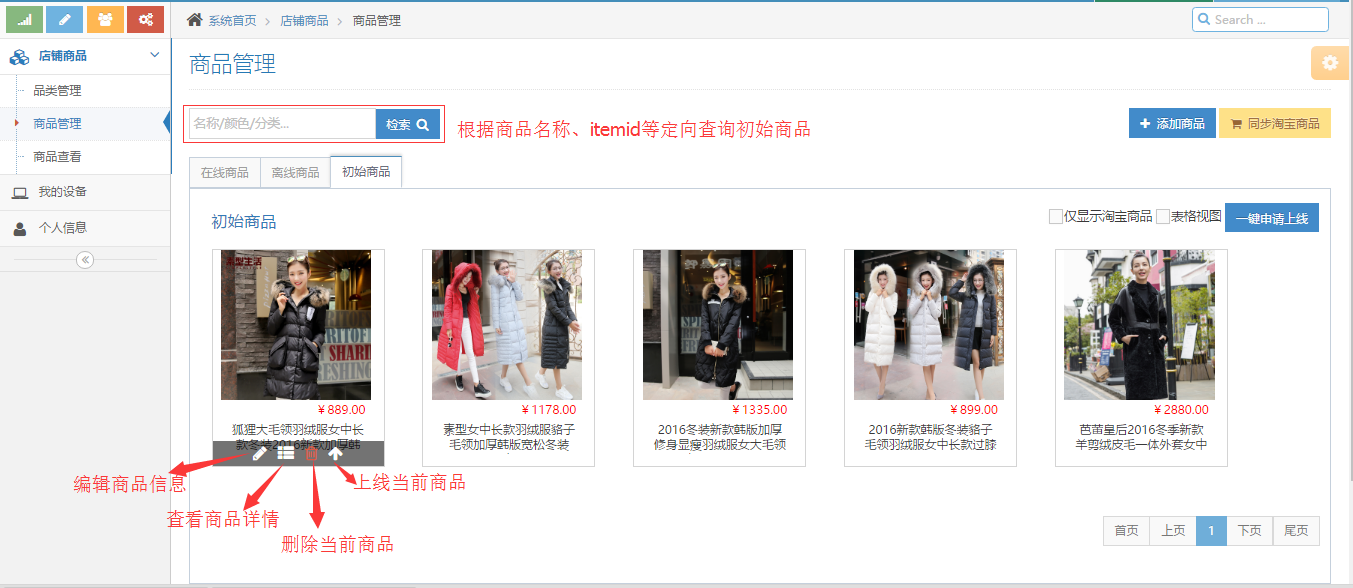 系统首页 > 店铺商品 > 商品管理
Search ...
店铺商品
品类管理
商品管理
商品查看
我的设备
个人信息
商品管理
名称/颜色/分类...
检索
根据商品名称、itemid等定向查询初始商品
添加商品
同步淘宝商品
在线商品
离线商品
初始商品
初始商品
仅显示淘宝商品
表格视图
一键申请上线
素型生活
SHARE
¥ 889.00
狐狸大毛领羽绒服女中长
款冬装2016新款加厚韩
¥ 1178.00
素型女中长款羽绒服貉子
毛领加厚韩版宽松冬装
¥ 1335.00
2016冬装新款韩版加厚
修身显瘦羽绒服女大毛领
¥ 899.00
2016新款韩版冬装貉子
毛领羽绒服女中长款过膝
¥ 2880.00
芭茁皇后2016冬季新款
羊剪绒皮毛一体外套女中
编辑商品信息
查看商品详情
删除当前商品
上线当前商品
首页
上页
1
下页
尾页